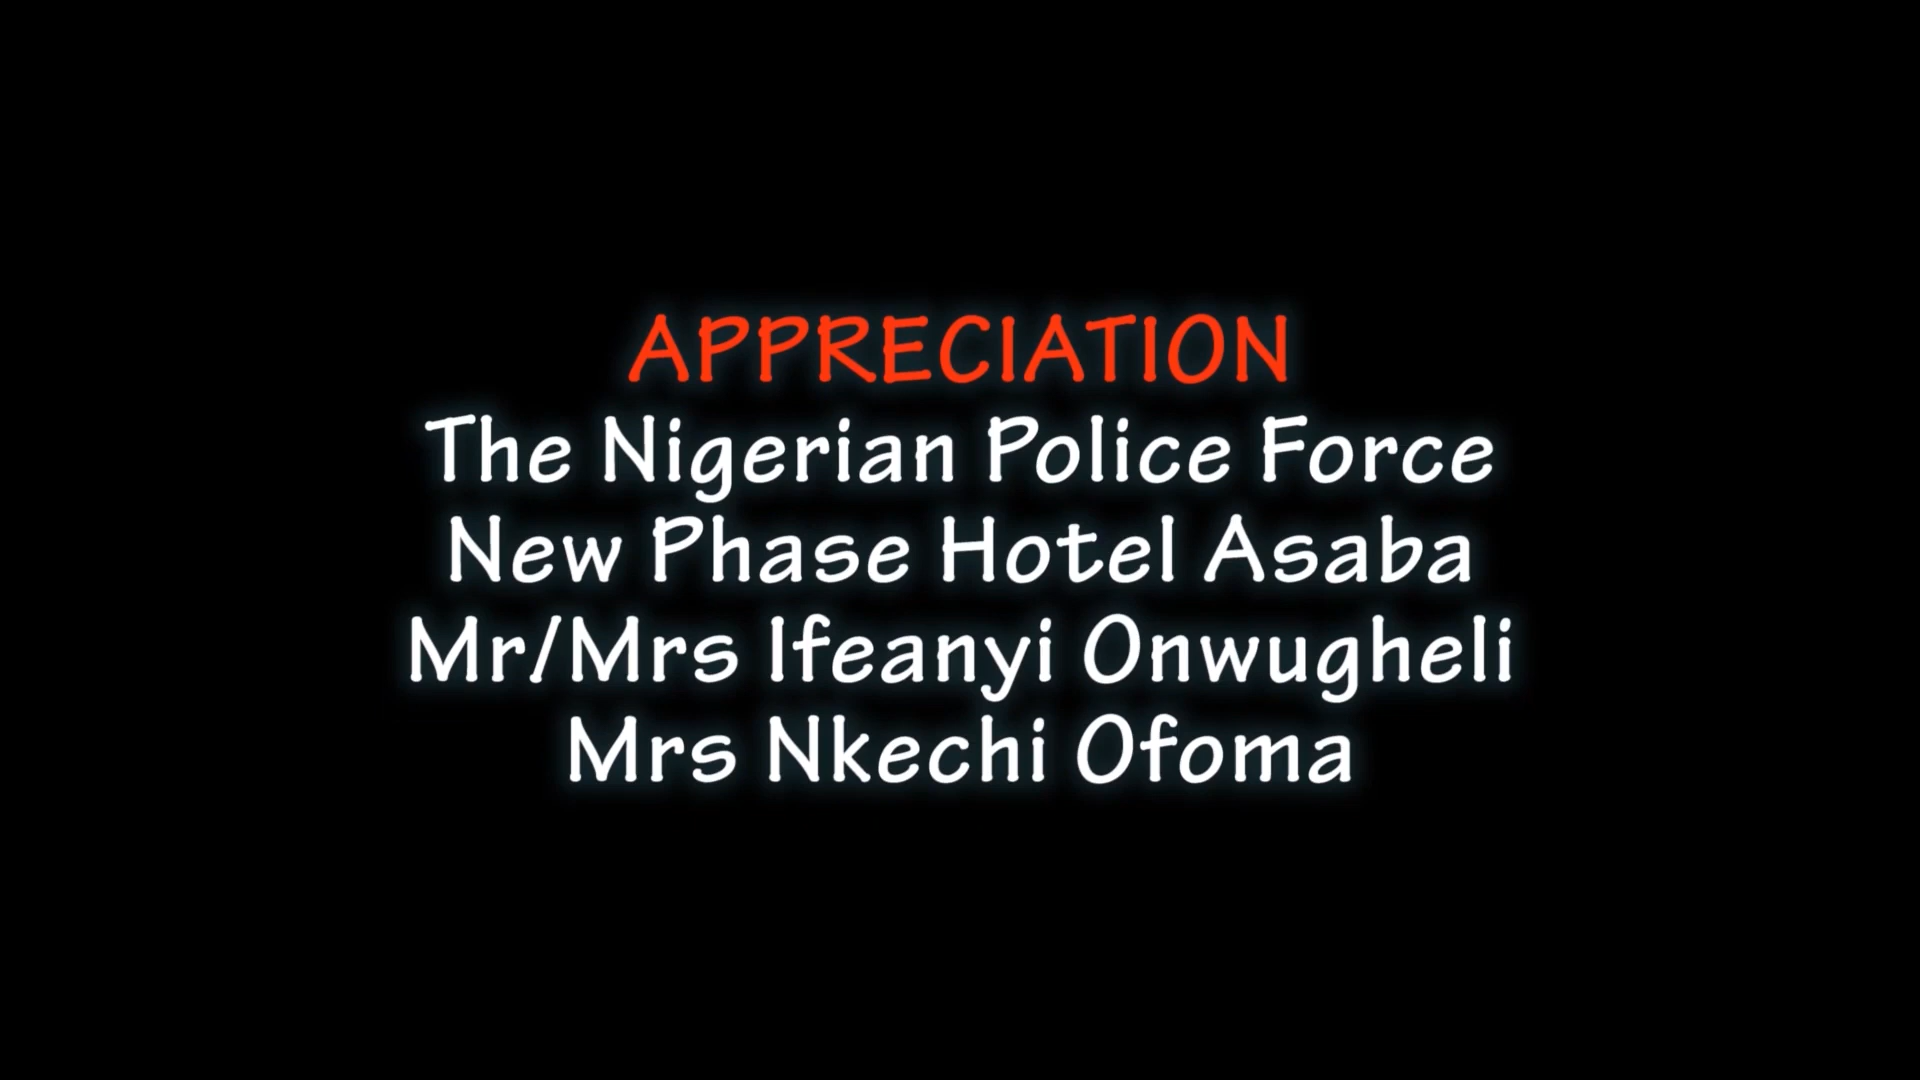 APPRECIATION
The Nigerian Police Force
New Phase Hotel Asaba
Mr/Mrs Ifeanyi Onwugheli
Mrs Nkechi Ofoma